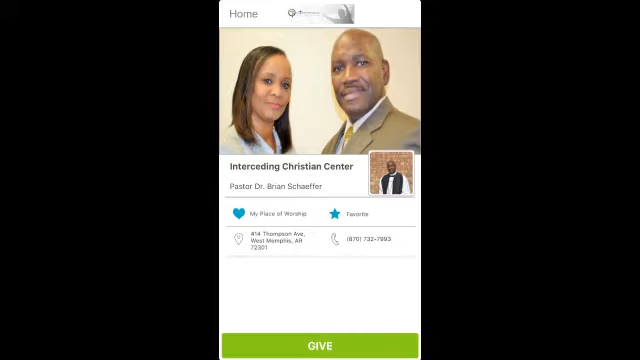 Home
Interceding Christian Center
Pastor Dr. Brian Schaeffer
My Place of Worship
Favorite
414 Thompson Ave,
West Memphis, AR
72301
(870) 732-7993
GIVE